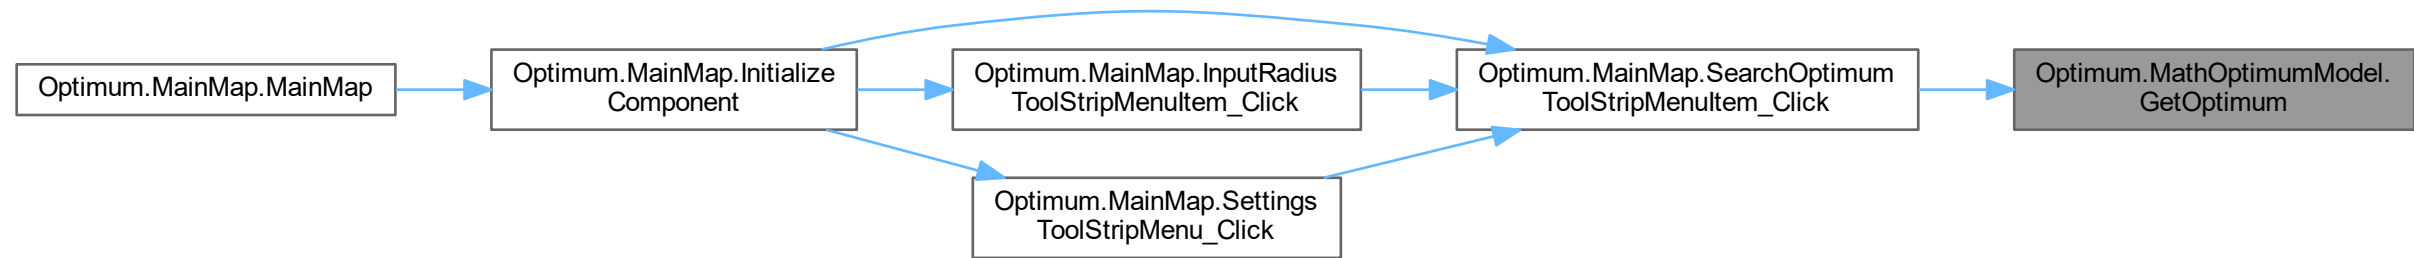 Optimum.MainMap.MainMap
Optimum.MainMap.Initialize
Component
Optimum.MainMap.InputRadius
ToolStripMenuItem_Click
Optimum.MainMap.SearchOptimum
ToolStripMenuItem_Click
Optimum.MathOptimumModel.
GetOptimum
Optimum.MainMap.Settings
ToolStripMenu_Click